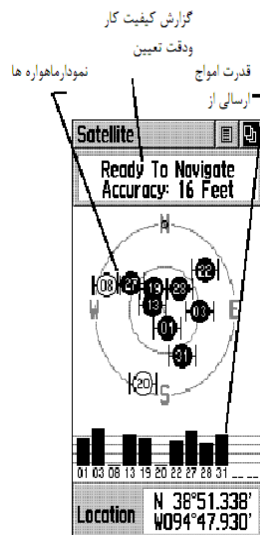 گزارش کیفیت کار
ودقت تعیین
نمودارماهواره ها
قدرت امواج
ارسالی از
Satellite
Ready To Navigate
Accuracy: 16 Feet
N
22
08 27 19 28
13 03
W E
01
31
20
S
01 03 08 13 19 20 22 27 28 31 __ __
Location
N 38°51.338'
W094°47.930'